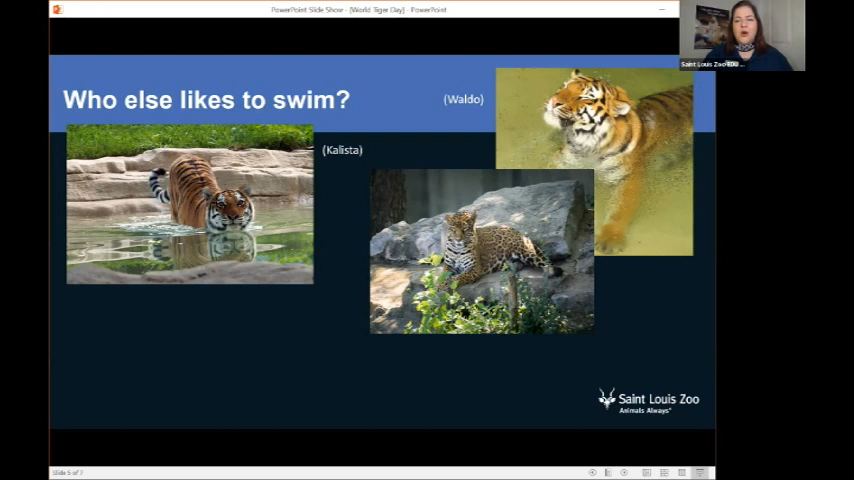 PowerPoint Slide Show - [World Tiger Day] - PowerPoint
Saint Louis Zoo
Who else likes to swim?
(Waldo)
(Kalista)
Saint Louis Zoo
Animals Always®
Slide 5 of 7